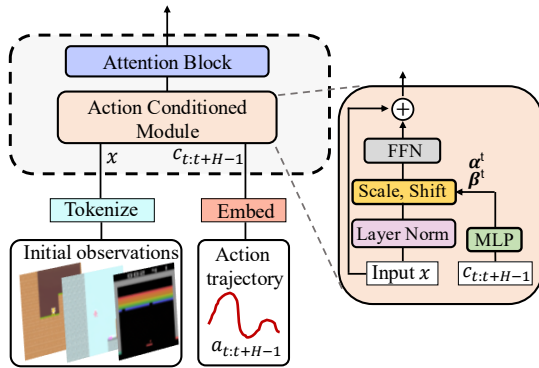 Attention Block
Action Conditioned
Module
x
c_{t:t+H-1}
Tokenize
Embed
Initial observations
Action
trajectory
a_{t:t+H-1}
+
FFN
α^t
β^t
Scale, Shift
Layer Norm
MLP
Input x
c_{t:t+H-1}